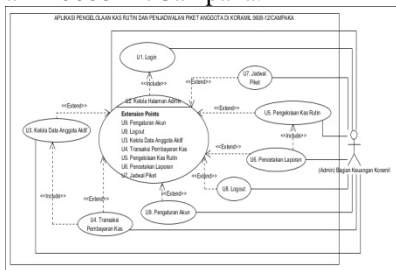 APLIKASI PENGELOLAAN KAS RUTIN DAN PENJADWALAN PIKET ANGGOTA DI KORAMIL 0608-12/CAMPAKA
U1. Login
U7. Jadwal
Piket
<<Include>>
<<Extend>>
<<Extend>>
U2. Kelola Halaman Admin
<<Extend>>
U5. Pengelolaan Kas Rutin
Extension Points
U9. Pengaturan Akun
U8. Logout
U3. Kelola Data Anggota Aktif
U4. Transaksi Pembayaran Kas
U5. Pengelolaan Kas Rutin
U6. Pencetakan Laporan
U7. Jadwal Piket
U3. Kelola Data Anggota Aktif
<<Include>>
<<Extend>>
U6. Pencetakan Laporan
(Admin) Bagian Keuangan Koramil
<<Include>>
<<Extend>>
<<Extend>>
<<Extend>>
U8. Logout
U4. Transaksi
Pembayaran Kas
U9. Pengaturan Akun